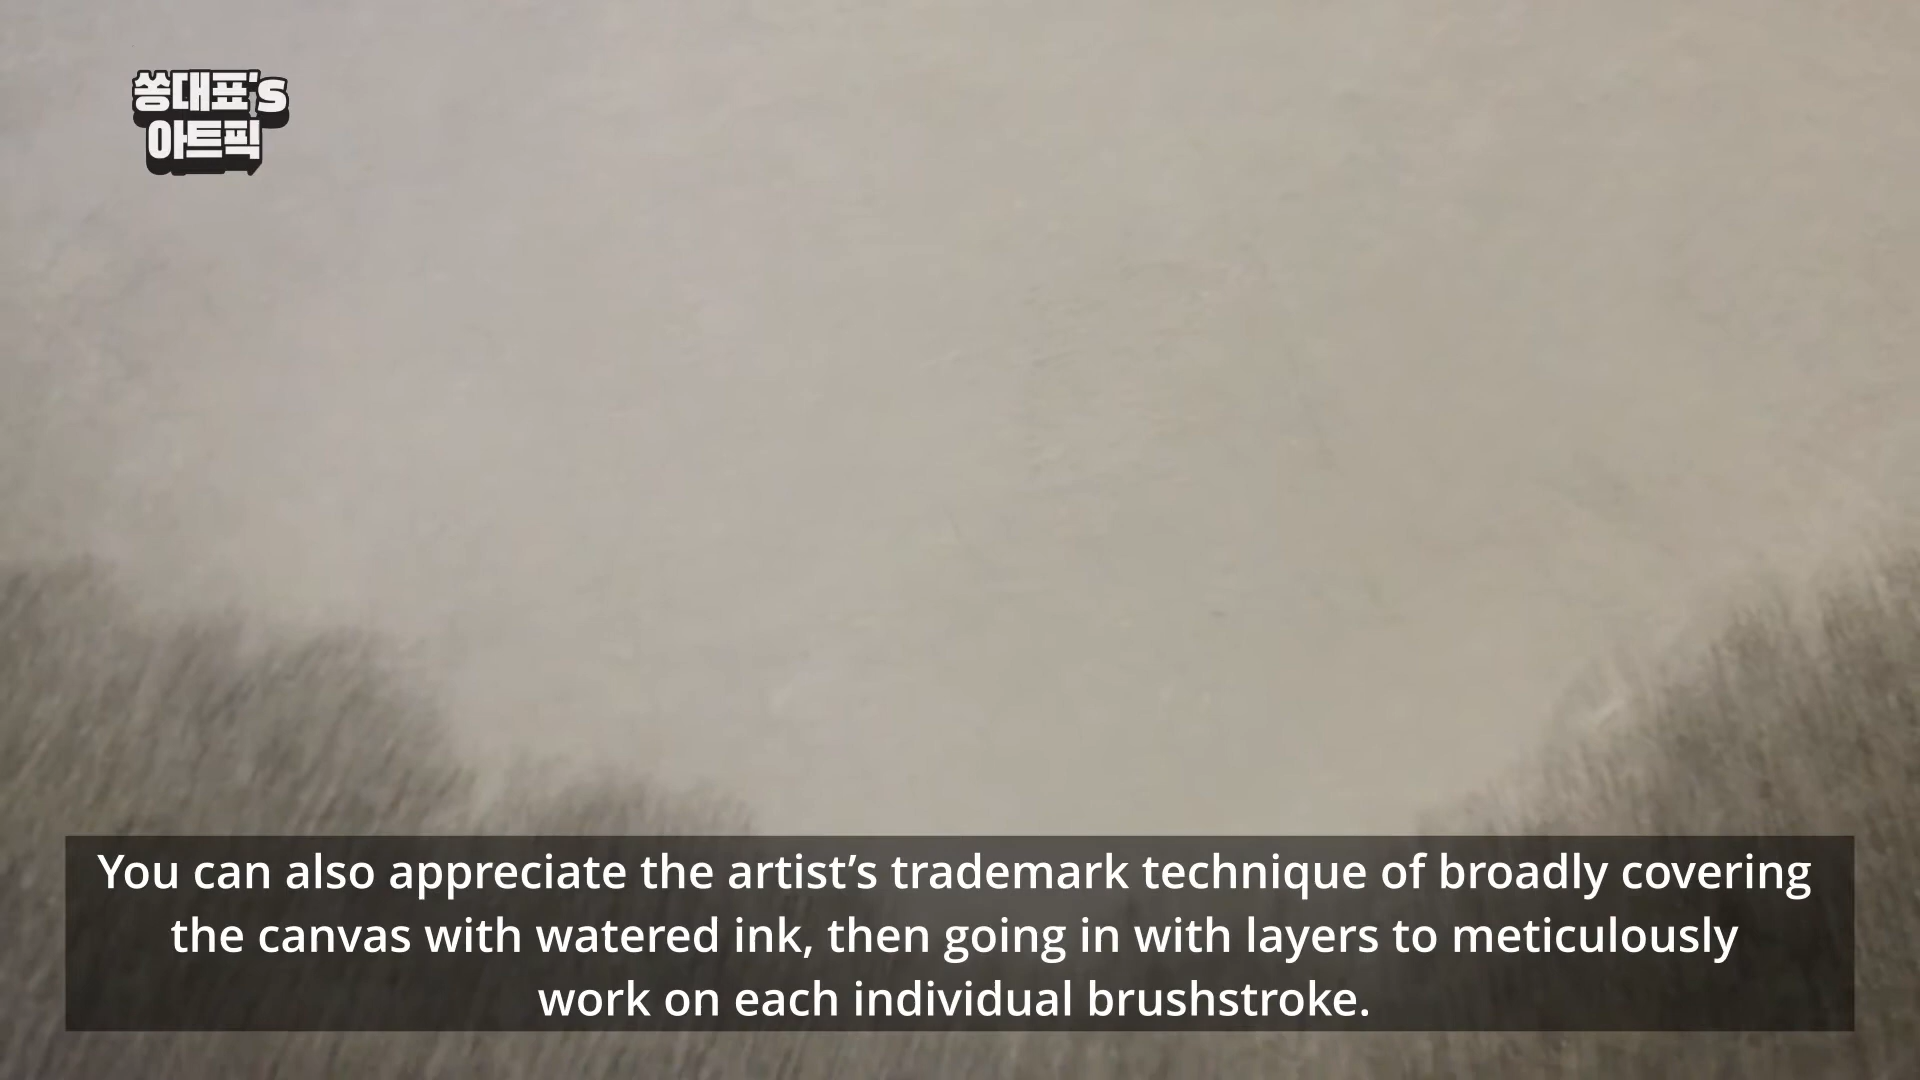 쏭대표's
아트픽
You can also appreciate the artist’s trademark technique of broadly covering
the canvas with watered ink, then going in with layers to meticulously
work on each individual brushstroke.